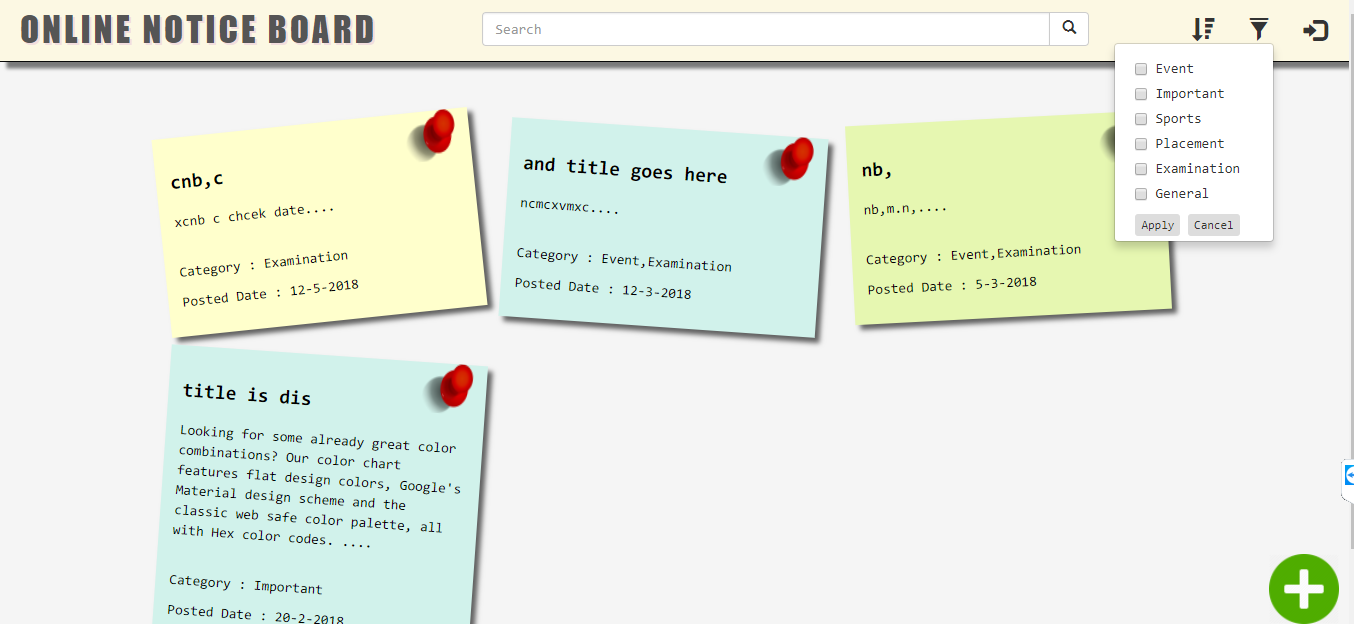 ONLINE NOTICE BOARD
Search
Event
Important
Sports
Placement
Examination
General
Apply Cancel
cnb,c
xcnb c chcek date....
Category : Examination
Posted Date : 12-5-2018
and title goes here
ncmcxvmxc....
Category : Event,Examination
Posted Date : 12-3-2018
nb,
nb,m.n,....
Category : Event,Examination
Posted Date : 5-3-2018
title is dis
Looking for some already great color
combinations? Our color chart
features flat design colors, Google's
Material design scheme and the
classic web safe color palette, all
with Hex color codes. ....
Category : Important
Posted Date : 20-2-2018